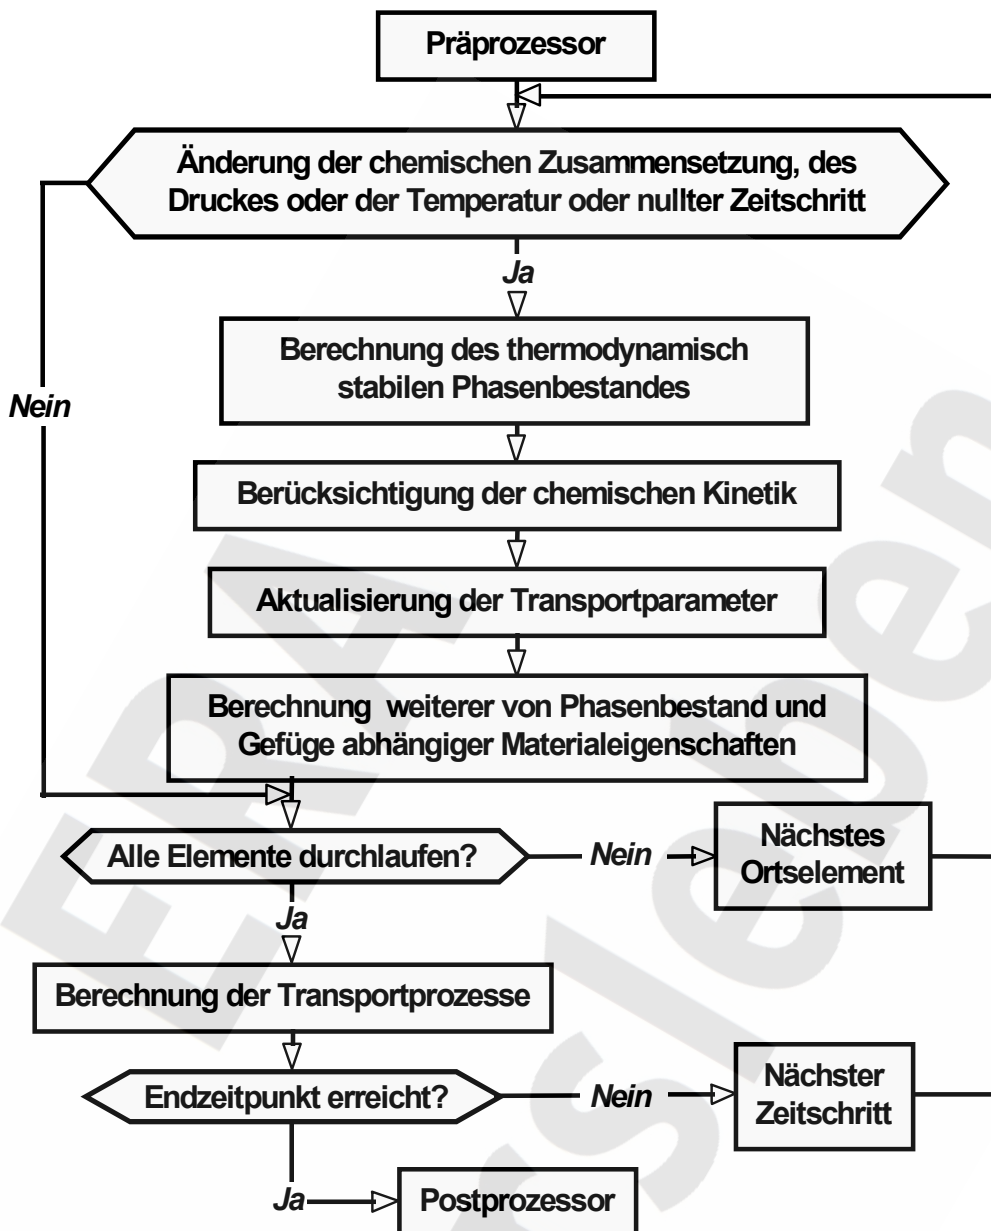 Präprozessor
Änderung der chemischen Zusammensetzung, des
Druckes oder der Temperatur oder nullter Zeitschritt
Ja
Berechnung des thermodynamisch
stabilen Phasenbestandes
Nein
Berücksichtigung der chemischen Kinetik
Aktualisierung der Transportparameter
Berechnung weiterer von Phasenbestand und
Gefüge abhängiger Materialeigenschaften
Alle Elemente durchlaufen?
Nein
Nächstes
Ortselement
Ja
Berechnung der Transportprozesse
Endzeitpunkt erreicht?
Nein
Nächster
Zeitschritt
Ja
Postprozessor
ERA
rsleben